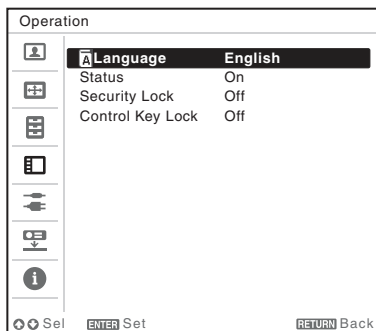 Operation
Language English
Status On
Security Lock Off
Control Key Lock Off
Sel ENTER Set RETURN Back